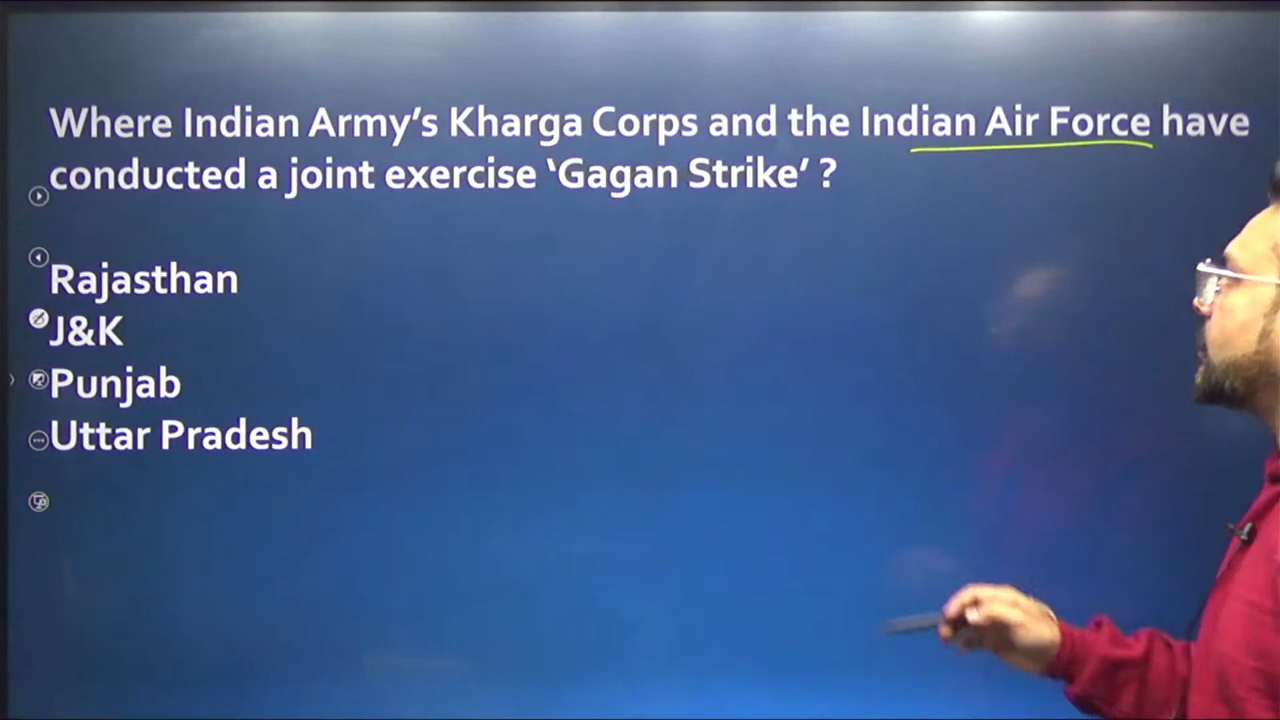 Where Indian Army’s Kharga Corps and the Indian Air Force have
conducted a joint exercise ‘Gagan Strike’ ?
Rajasthan
J&K
Punjab
Uttar Pradesh